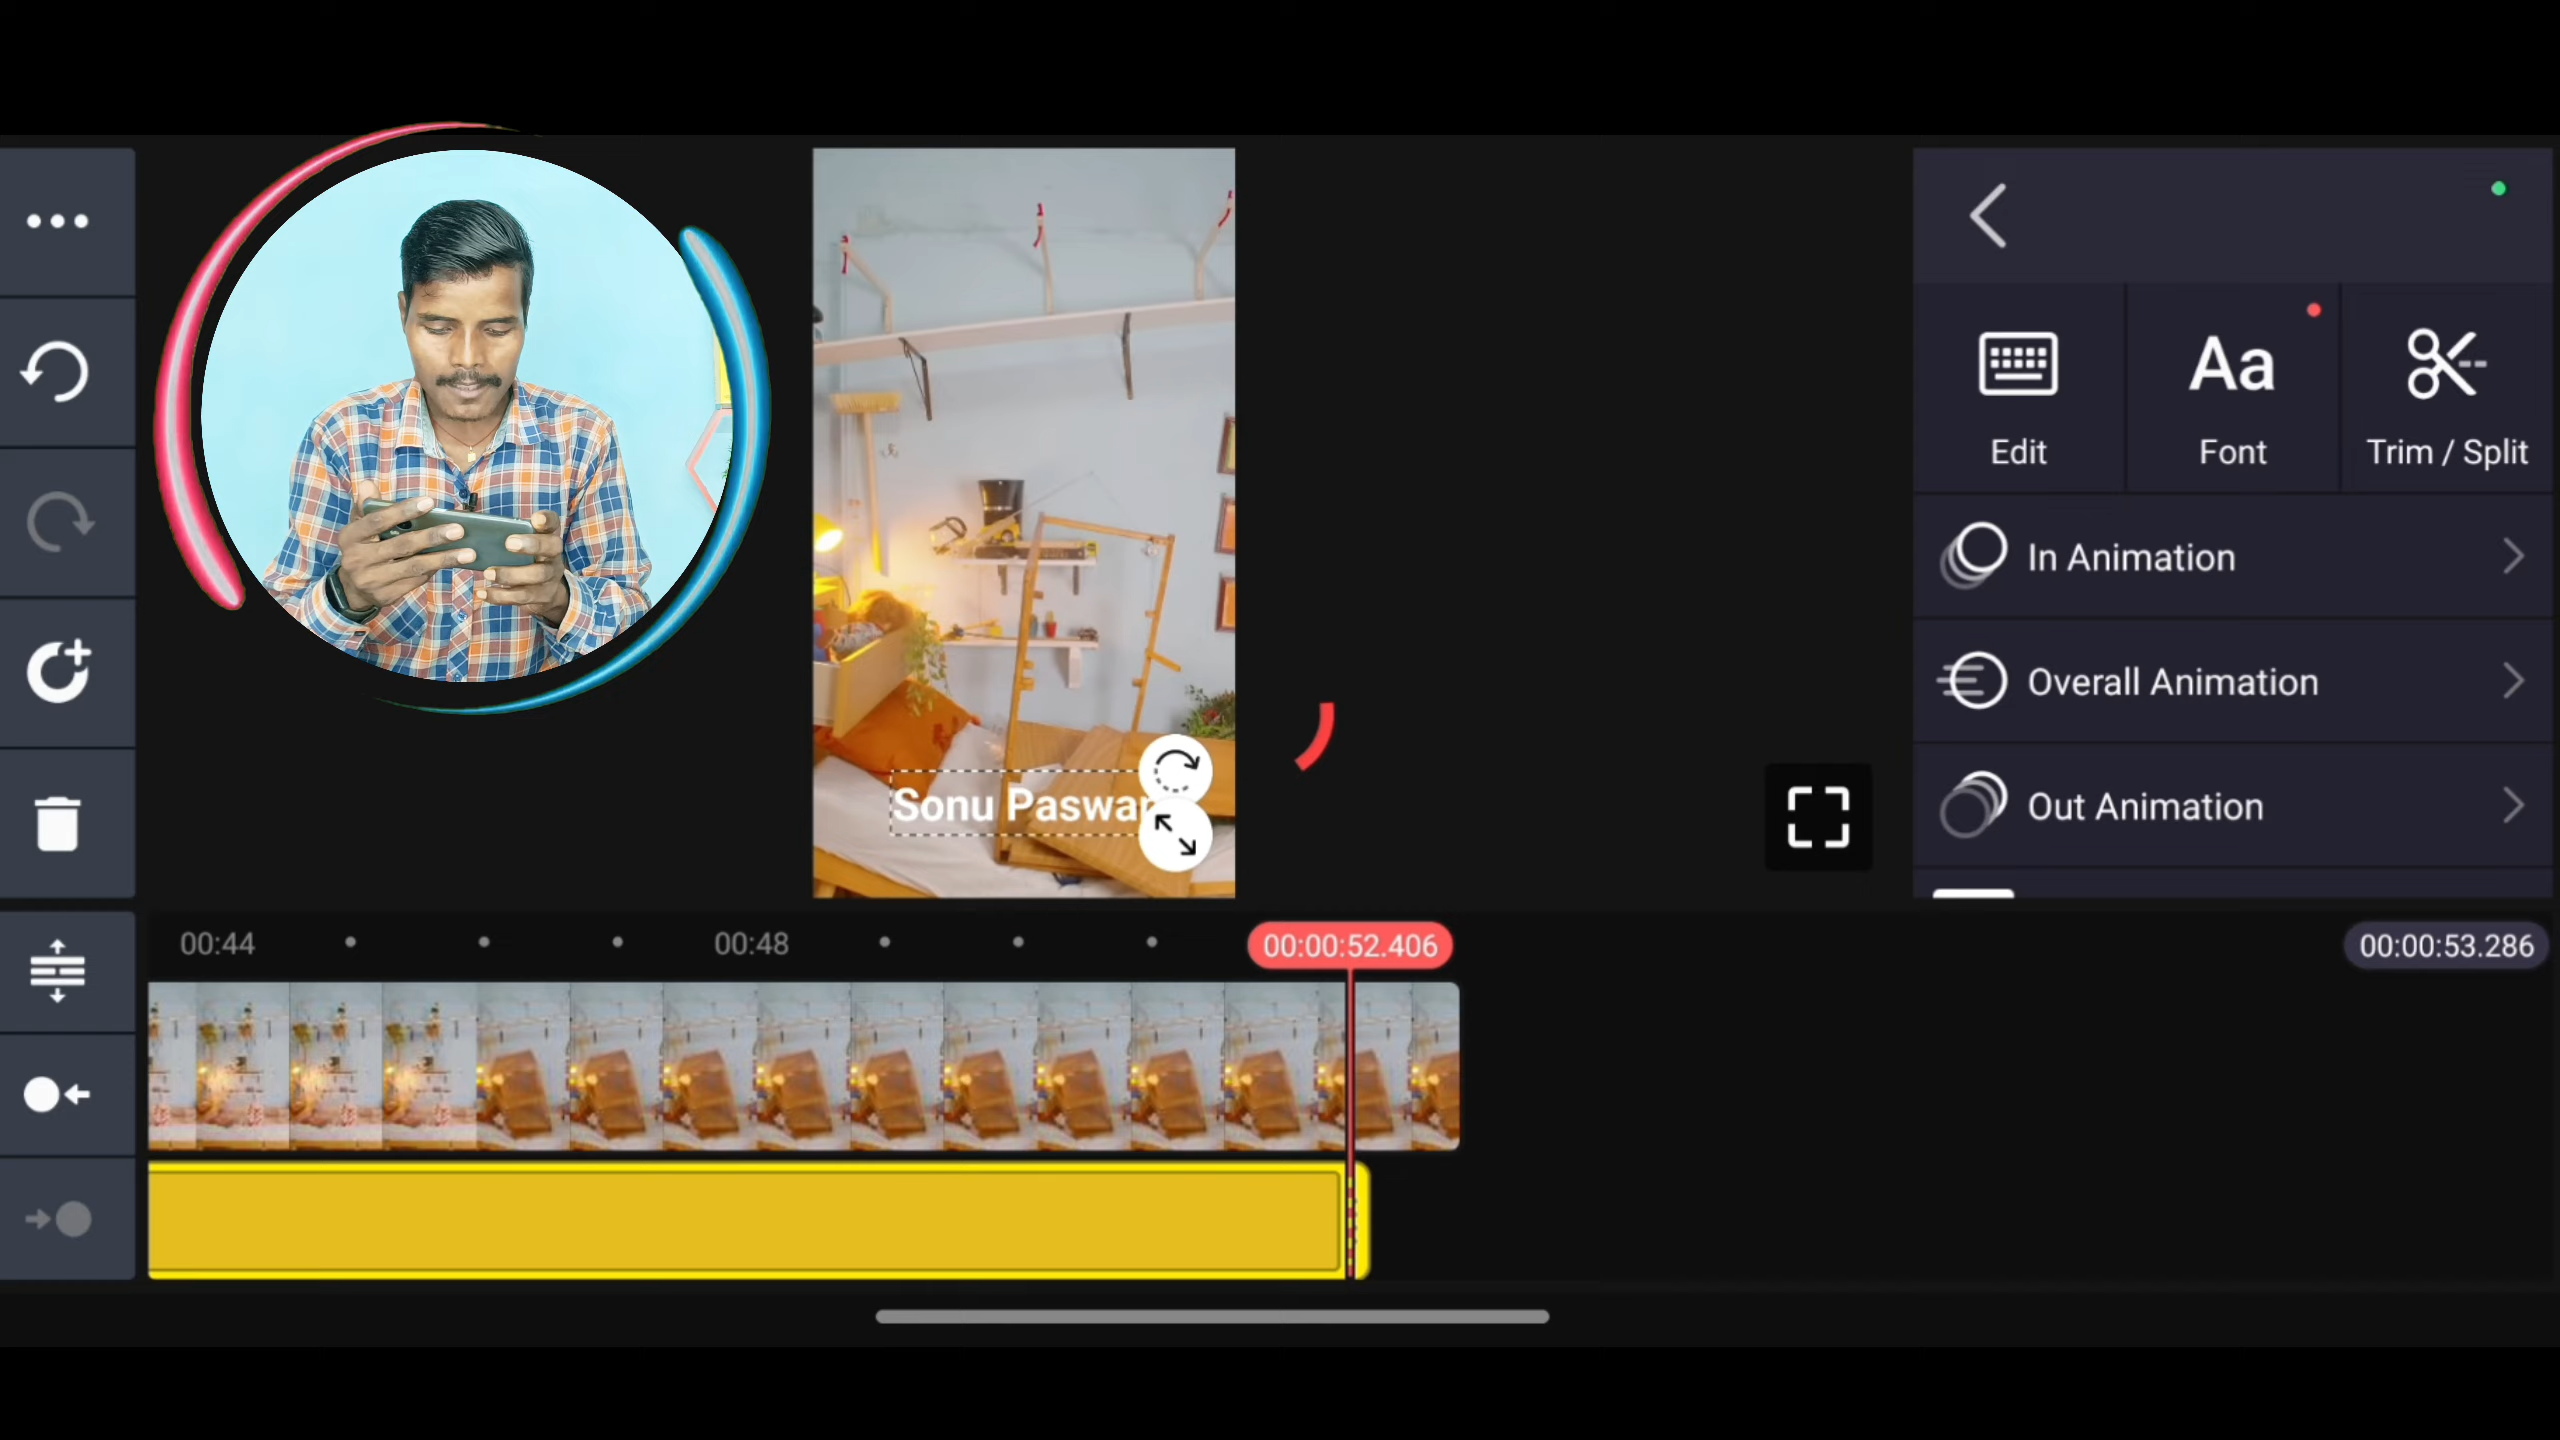 Edit
Font
Aa
Trim / Split
In Animation
Overall Animation
Out Animation
Sonu Paswan
00:44
00:48
00:00:52.406
00:00:53.286